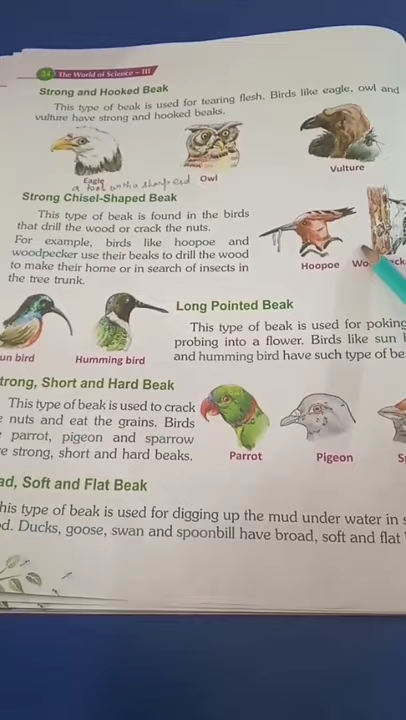 34 The World of Science - III
Strong and Hooked Beak
This type of beak is used for tearing flesh. Birds like eagle, owl and
vulture have strong and hooked beaks.
Eagle
Owl
Vulture
a tool with a sharp end
Strong Chisel-Shaped Beak
This type of beak is found in the birds
that drill the wood or crack the nuts.
For example, birds like hoopoe and
woodpecker use their beaks to drill the wood
to make their home or in search of insects in
the tree trunk.
Hoopoe
Long Pointed Beak
This type of beak is used for poking
probing into a flower. Birds like sun
and humming bird have such type of be
un bird
Humming bird
trong, Short and Hard Beak
This type of beak is used to crack
nuts and eat the grains. Birds
parrot, pigeon and sparrow
e strong, short and hard beaks.
Parrot
Pigeon
ad, Soft and Flat Beak
his type of beak is used for digging up the mud under water in
od. Ducks, goose, swan and spoonbill have broad, soft and flat